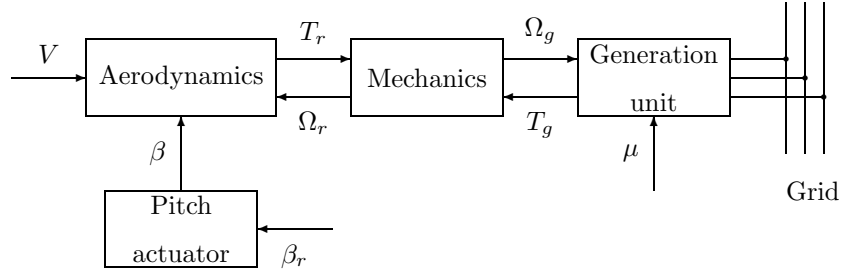 V
Aerodynamics
T_r
Ω_r
Mechanics
Ω_g
T_g
Generation
unit
μ
Grid
β
Pitch
actuator
β_r